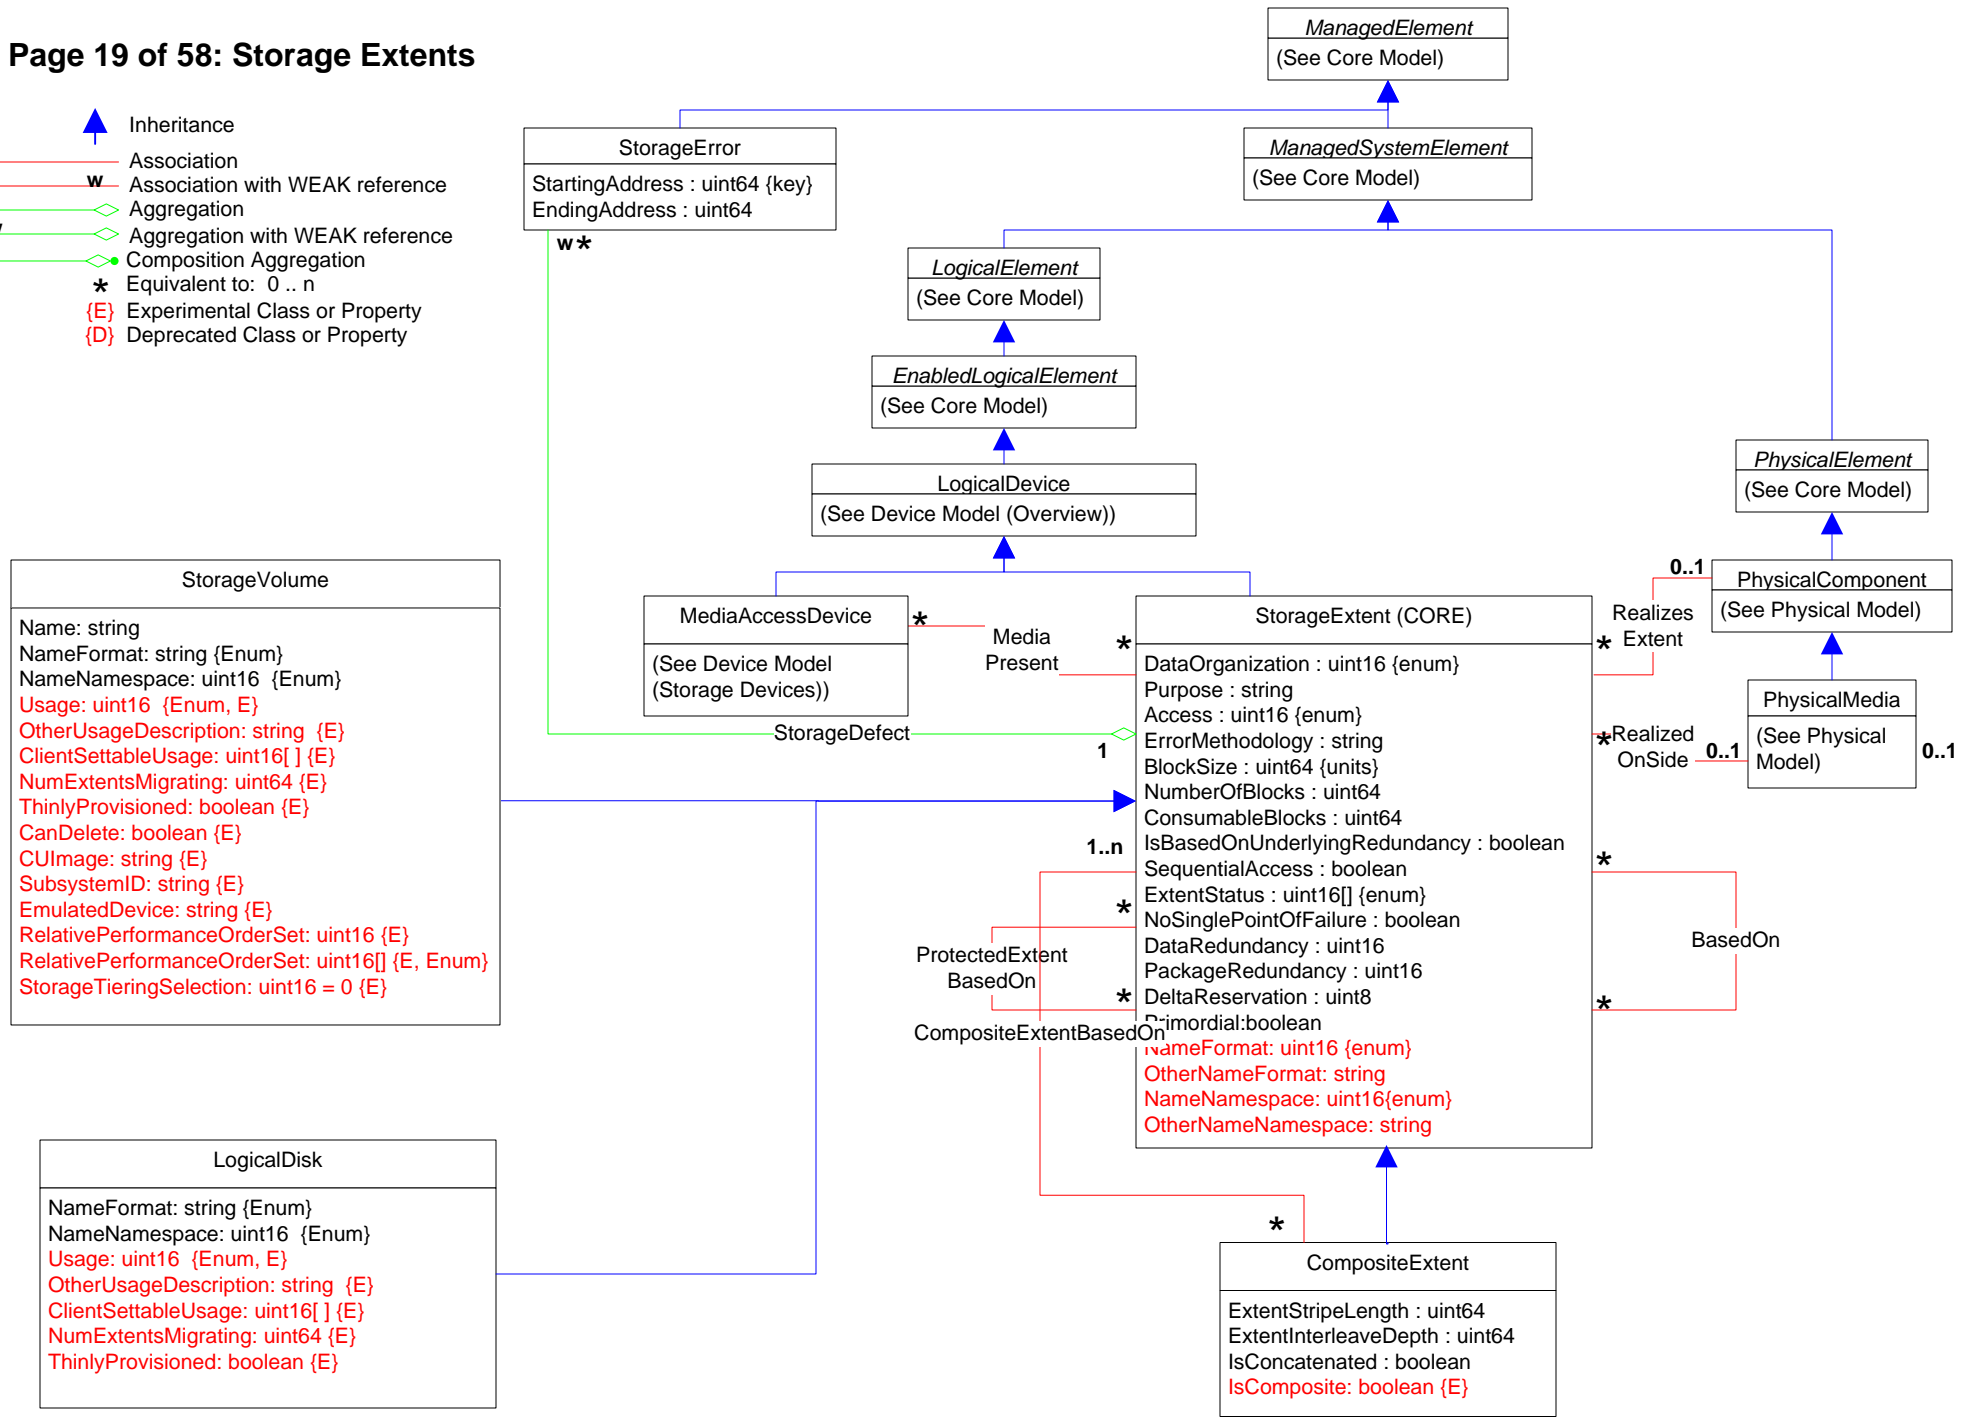 Page 19 of 58: Storage Extents
Inheritance
Association
w
Association with WEAK reference
Aggregation
Aggregation with WEAK reference
Composition Aggregation
* Equivalent to:  0 .. n
{E} Experimental Class or Property
{D} Deprecated Class or Property
ManagedElement
(See Core Model)
StorageError
StartingAddress : uint64 {key}
EndingAddress : uint64
w*
ManagedSystemElement
(See Core Model)
LogicalElement
(See Core Model)
EnabledLogicalElement
(See Core Model)
LogicalDevice
(See Device Model (Overview))
PhysicalElement
(See Core Model)
0..1
PhysicalComponent
(See Physical Model)
Realizes
Extent
*
PhysicalMedia
(See Physical
Model)
0..1
0..1
*
Realized
OnSide
MediaAccessDevice
(See Device Model
(Storage Devices))
*
Media
Present
*
StorageDefect
1
StorageVolume
Name: string
NameFormat: string {Enum}
NameNamespace: uint16  {Enum}
Usage: uint16  {Enum, E}
OtherUsageDescription: string  {E}
ClientSettableUsage: uint16[ ] {E}
NumExtentsMigrating: uint64 {E}
ThinlyProvisioned: boolean {E}
CanDelete: boolean {E}
CUImage: string {E}
SubsystemID: string {E}
EmulatedDevice: string {E}
RelativePerformanceOrderSet: uint16 {E}
RelativePerformanceOrderSet: uint16[] {E, Enum}
StorageTieringSelection: uint16 = 0 {E}
StorageExtent (CORE)
DataOrganization : uint16 {enum}
Purpose : string
Access : uint16 {enum}
ErrorMethodology : string
BlockSize : uint64 {units}
NumberOfBlocks : uint64
ConsumableBlocks : uint64
IsBasedOnUnderlyingRedundancy : boolean
SequentialAccess : boolean
ExtentStatus : uint16[] {enum}
NoSinglePointOfFailure : boolean
DataRedundancy : uint16
PackageRedundancy : uint16
DeltaReservation : uint8
Primordial:boolean
NameFormat: uint16 {enum}
OtherNameFormat: string
NameNamespace: uint16{enum}
OtherNameNamespace: string
1..n
*
ProtectedExtent
BasedOn
*
CompositeExtentBasedOn
*
BasedOn
*
LogicalDisk
NameFormat: string {Enum}
NameNamespace: uint16  {Enum}
Usage: uint16  {Enum, E}
OtherUsageDescription: string  {E}
ClientSettableUsage: uint16[ ] {E}
NumExtentsMigrating: uint64 {E}
ThinlyProvisioned: boolean {E}
*
CompositeExtent
ExtentStripeLength : uint64
ExtentInterleaveDepth : uint64
IsConcatenated : boolean
IsComposite: boolean {E}